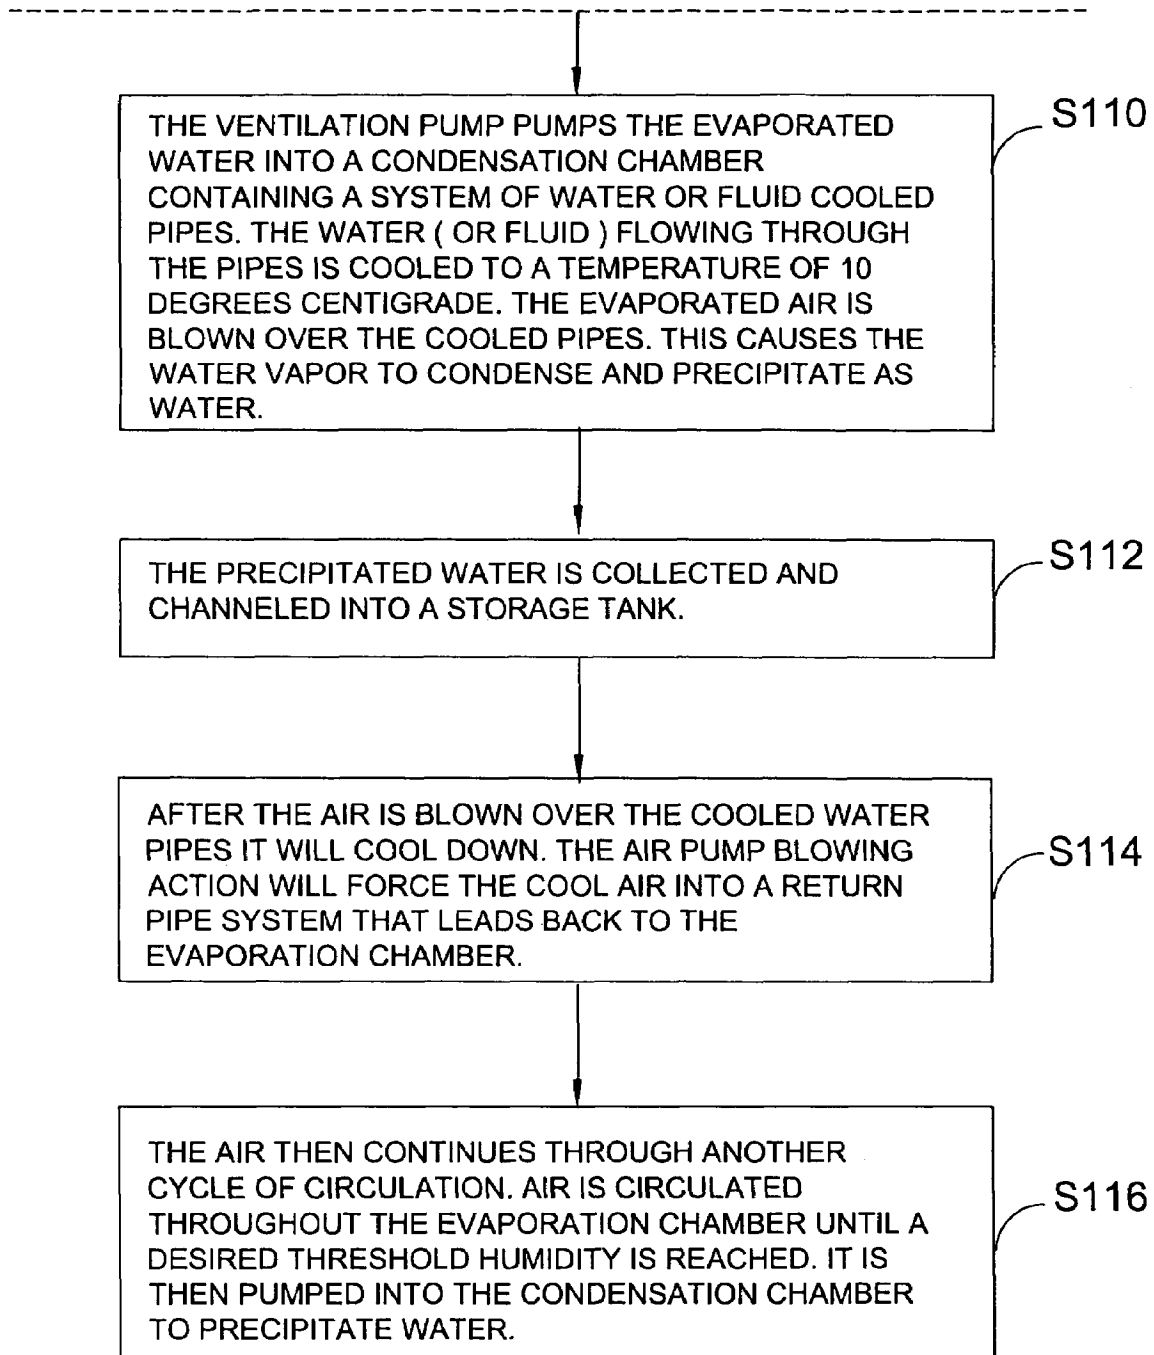 THE VENTILATION PUMP PUMPS THE EVAPORATED
WATER INTO A CONDENSATION CHAMBER
CONTAINING A SYSTEM OF WATER OR FLUID COOLED
PIPES. THE WATER ( OR FLUID ) FLOWING THROUGH
THE PIPES IS COOLED TO A TEMPERATURE OF 10
DEGREES CENTIGRADE. THE EVAPORATED AIR IS
BLOWN OVER THE COOLED PIPES. THIS CAUSES THE
WATER VAPOR TO CONDENSE AND PRECIPITATE AS
WATER.
S110
THE PRECIPITATED WATER IS COLLECTED AND
CHANNELED INTO A STORAGE TANK.
S112
AFTER THE AIR IS BLOWN OVER THE COOLED WATER
PIPES IT WILL COOL DOWN. THE AIR PUMP BLOWING
ACTION WILL FORCE THE COOL AIR INTO A RETURN
PIPE SYSTEM THAT LEADS BACK TO THE
EVAPORATION CHAMBER.
S114
THE AIR THEN CONTINUES THROUGH ANOTHER
CYCLE OF CIRCULATION. AIR IS CIRCULATED
THROUGHOUT THE EVAPORATION CHAMBER UNTIL A
DESIRED THRESHOLD HUMIDITY IS REACHED. IT IS
THEN PUMPED INTO THE CONDENSATION CHAMBER
TO PRECIPITATE WATER.
S116